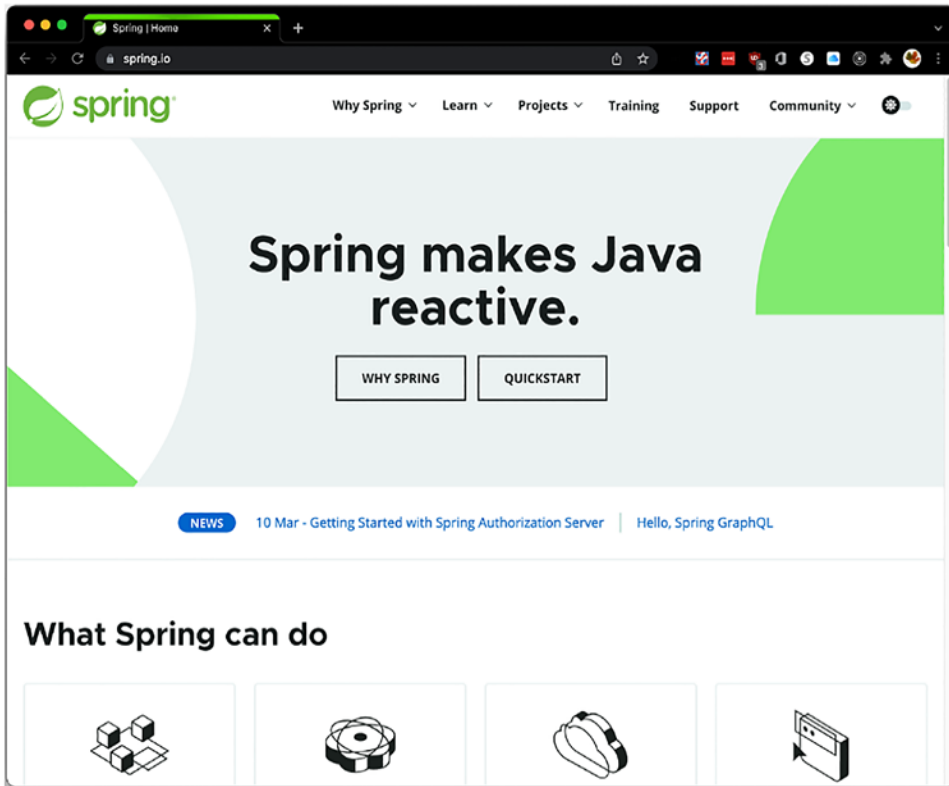 Spring | Home
spring.io
3
spring
Why Spring Learn Projects Training Support Community
Spring makes Java
reactive.
WHY SPRING QUICKSTART
NEWS 10 Mar - Getting Started with Spring Authorization Server Hello, Spring GraphQL
What Spring can do